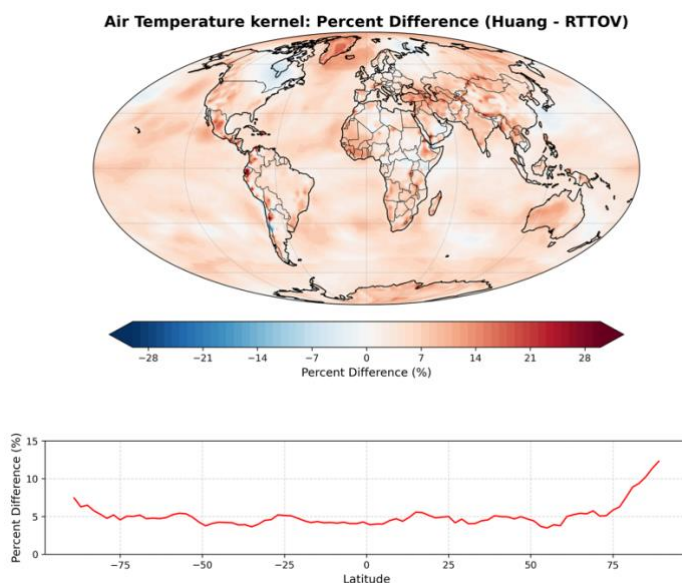 Air Temperature kernel: Percent Difference (Huang - RTTOV)
−28 −21 −14 −7 0 7 14 21 28
Percent Difference (%)
15
10
5
0
Percent Difference (%)
−75 −50 −25 0 25 50 75
Latitude